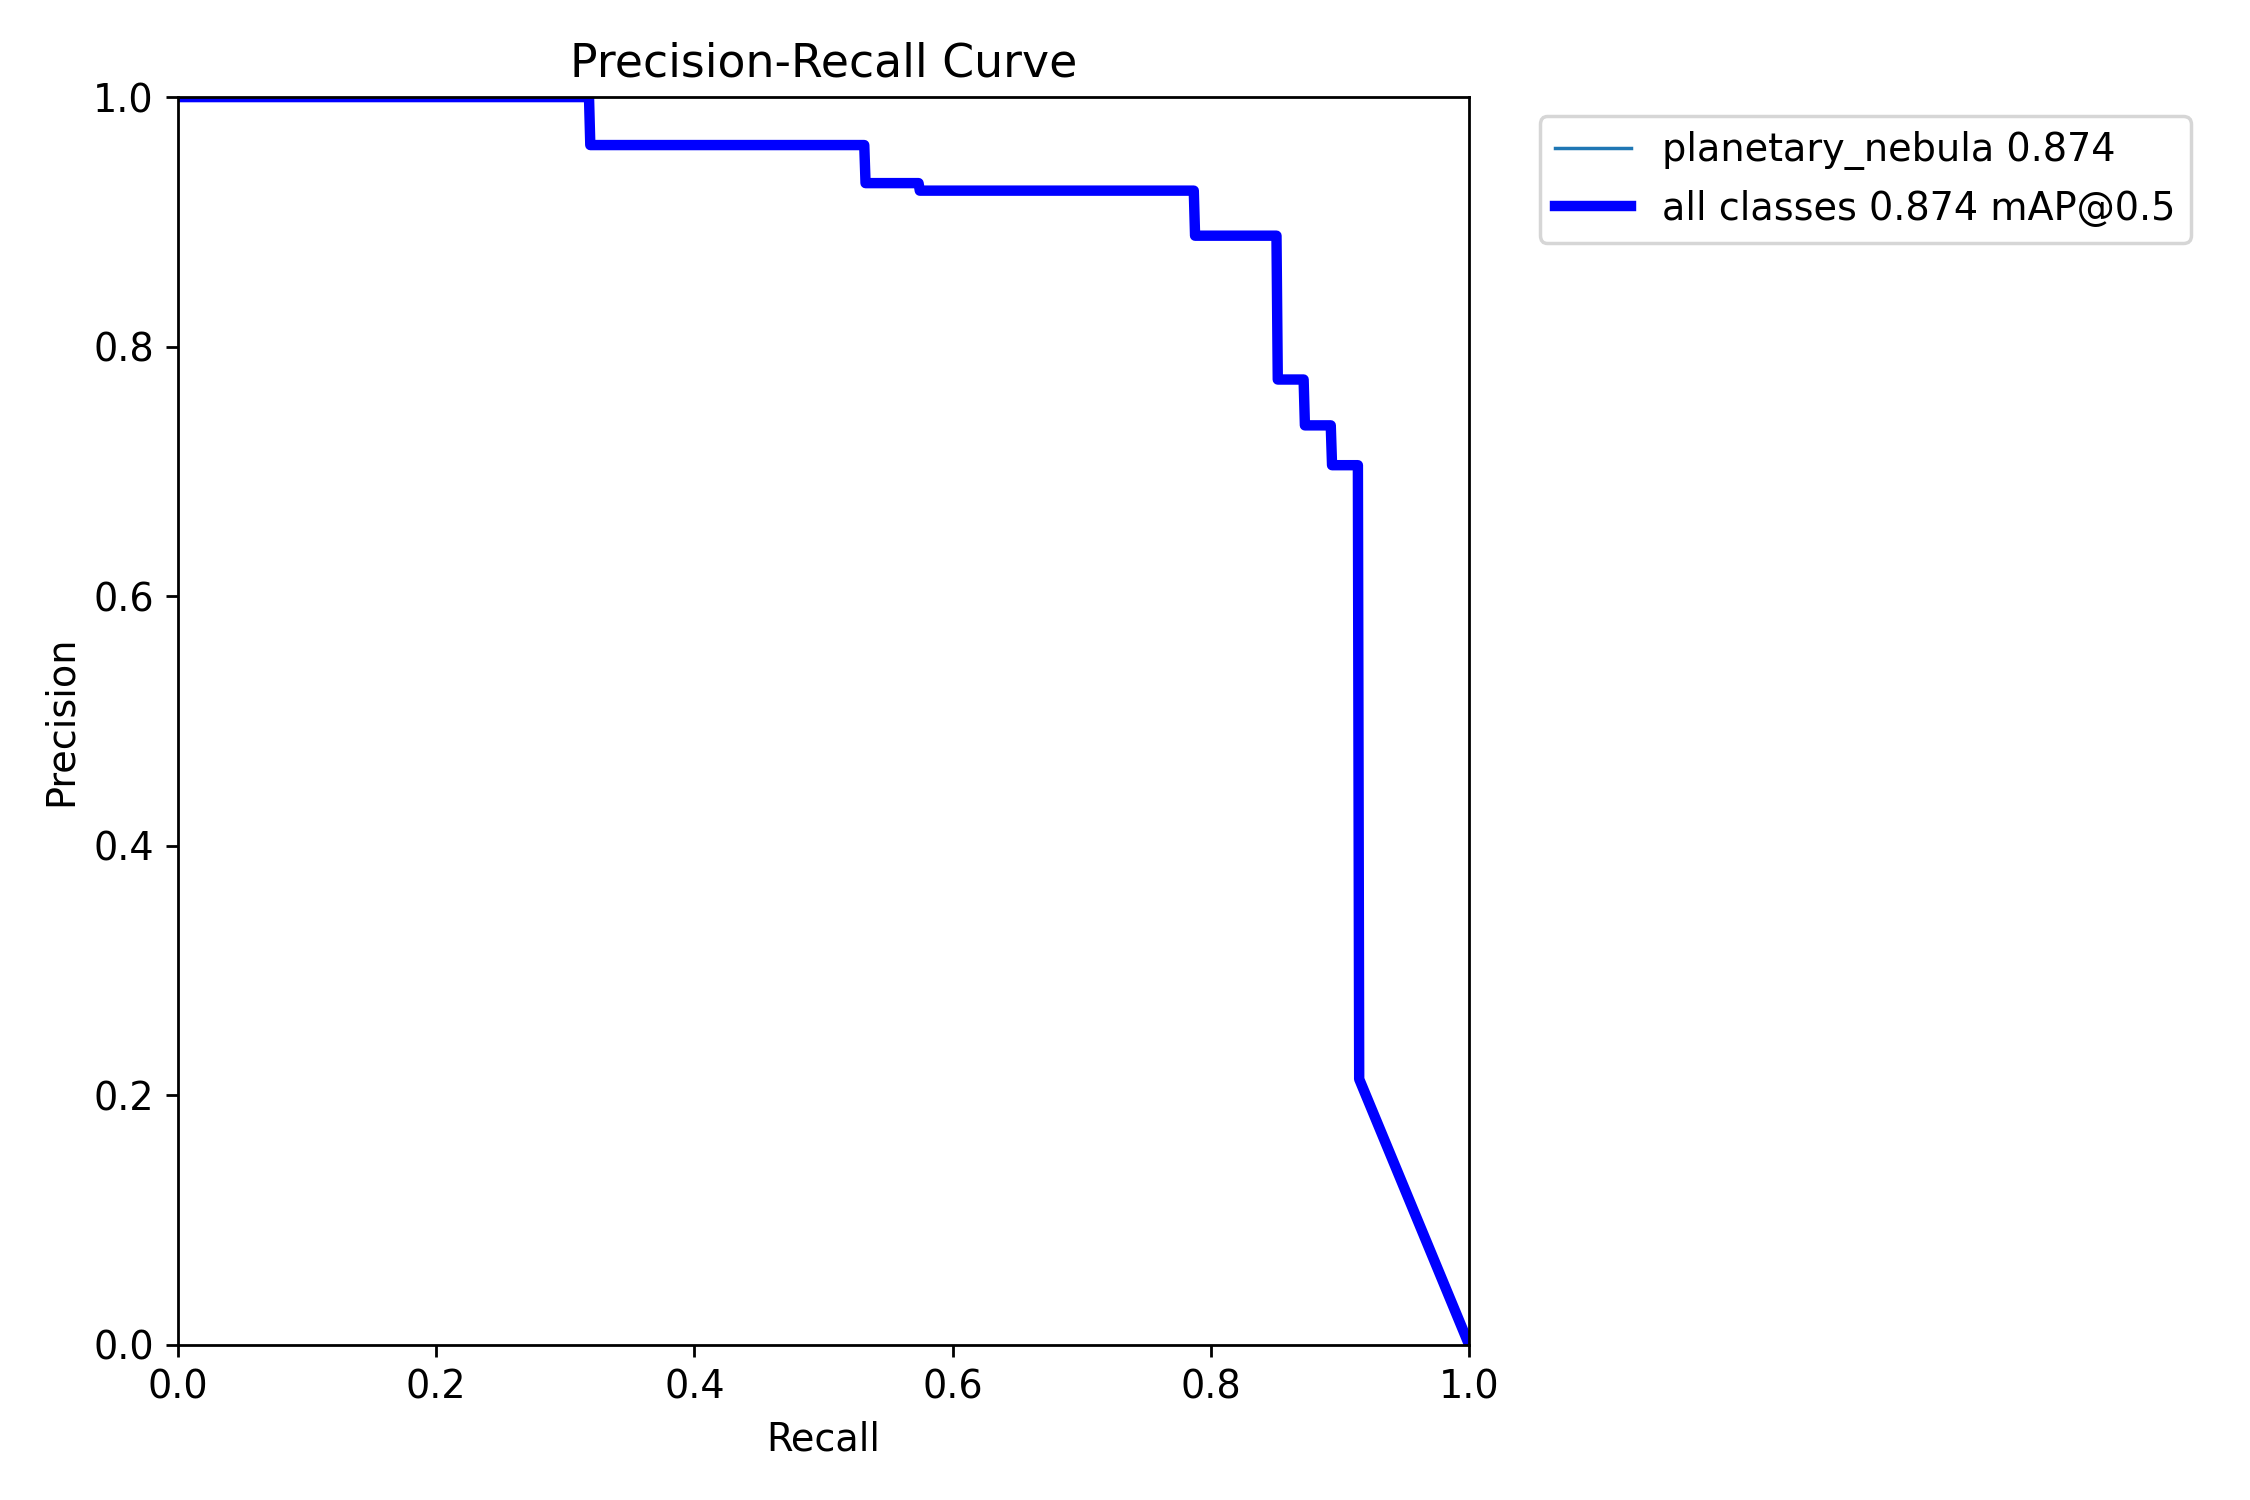 Precision-Recall Curve
planetary_nebula 0.874
all classes 0.874 mAP@0.5
Precision
1.0
0.8
0.6
0.4
0.2
0.0
0.0 0.2 0.4 0.6 0.8 1.0
Recall